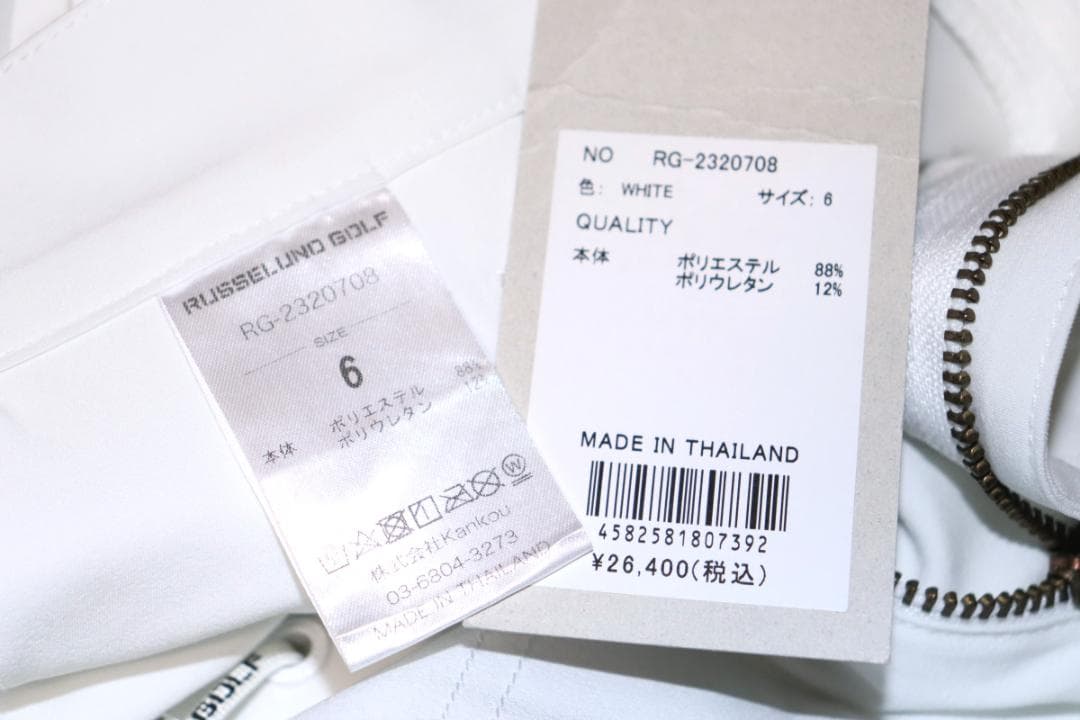 RUSSELUNO GOLF
RG-2320708
SIZE
6
本体 ポリエステル 88%
ポリウレタン 12%
W
株式会社Kankou
03-6804-3273
MADE IN THAILAND
NO RG-2320708
色: WHITE サイズ: 6
QUALITY
本体 ポリエステル 88%
ポリウレタン 12%
MADE IN THAILAND
4582581807392
¥26,400(税込)
GOLF